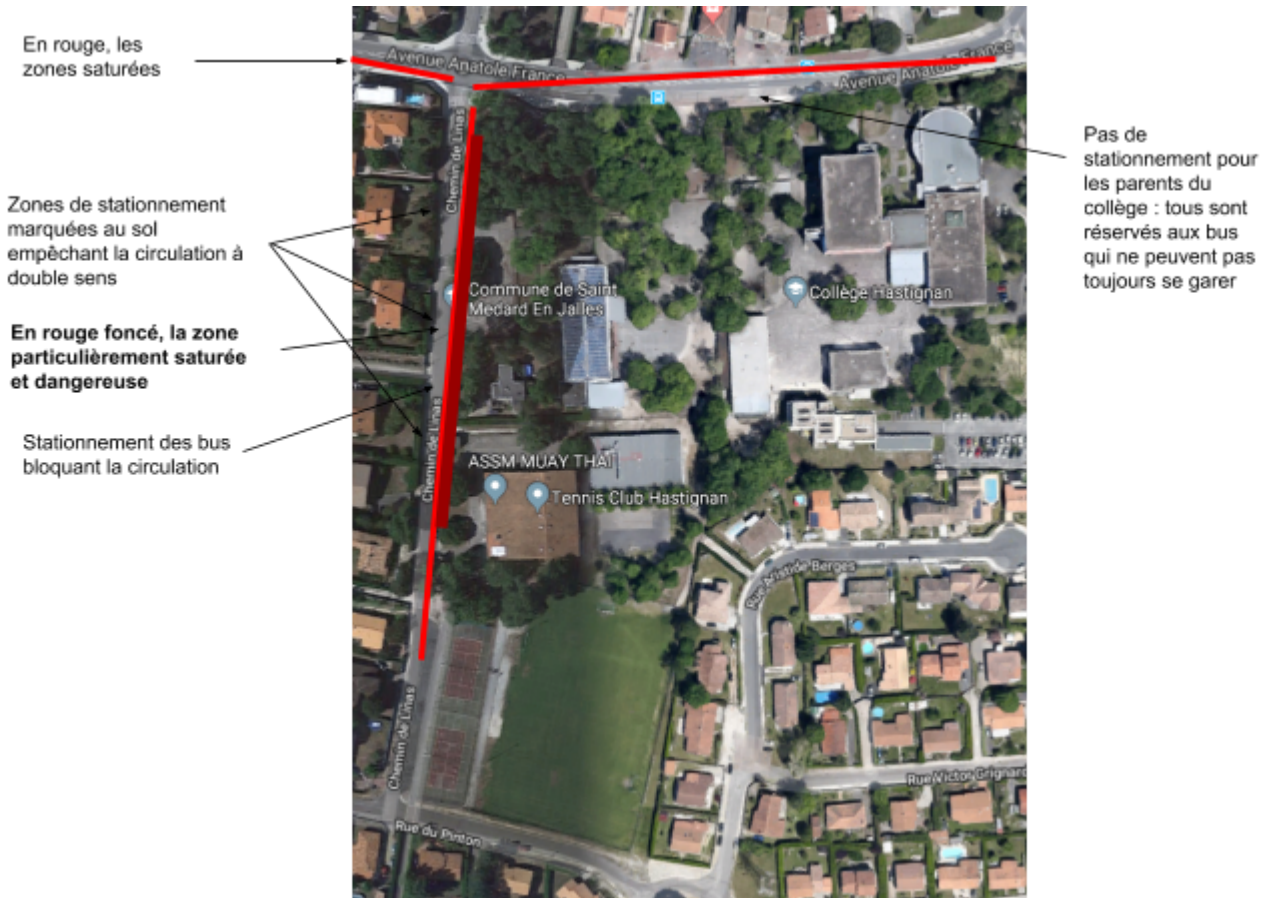 En rouge, les
zones saturées
Zones de stationnement
marquées au sol
empêchant la circulation à
double sens
En rouge foncé, la zone
particulièrement saturée
et dangereuse
Stationnement des bus
bloquant la circulation
Avenue Anatole France
Avenue Anatole France
Chemin de Linas
Commune de Saint
Médard En Jalles
Collège Hastignan
Chemin de Linas
ASSM MUAY THAI
Tennis Club Hastignan
Rue Aristide Berges
Chemin de Linas
Rue Victor Grignard
Rue du Pinton
Pas de
stationnement pour
les parents du
collège : tous sont
réservés aux bus
qui ne peuvent pas
toujours se garer